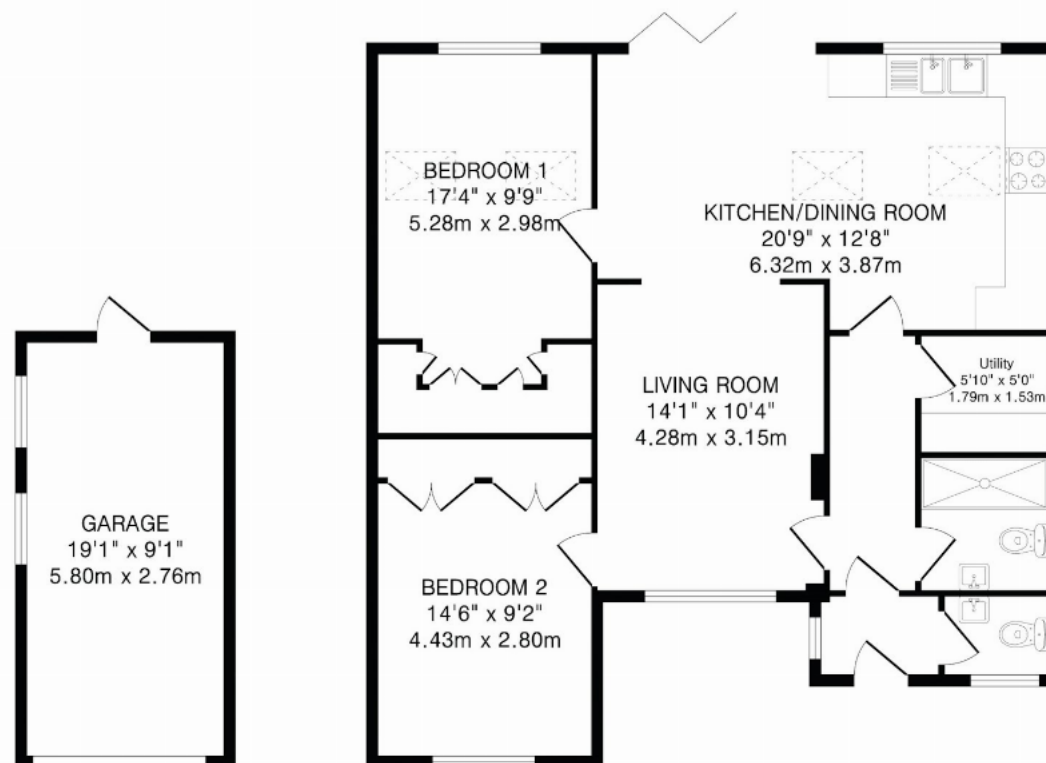 BEDROOM 1
17'4" x 9'9"
5.28m x 2.98m
KITCHEN/DINING ROOM
20'9" x 12'8"
6.32m x 3.87m
Utility
5'10" x 5'0"
1.79m x 1.53m
LIVING ROOM
14'1" x 10'4"
4.28m x 3.15m
GARAGE
19'1" x 9'1"
5.80m x 2.76m
BEDROOM 2
14'6" x 9'2"
4.43m x 2.80m